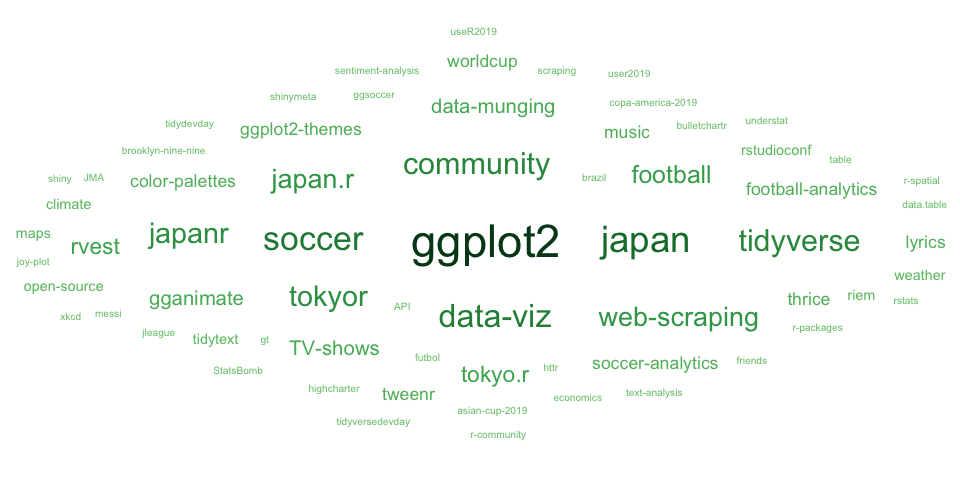 useR2019
worldcup
sentiment-analysis
scraping
user2019
shinymeta
ggsoccer
data-munging
copa-america-2019
tidydevday
ggplot2-themes
music
bulletchartr
understat
brooklyn-nine-nine
community
rstudioconf
table
shiny
JMA
color-palettes
japan.r
brazil
football
football-analytics
r-spatial
climate
data.table
maps
rvest
japanr
soccer
ggplot2
japan
tidyverse
lyrics
joy-plot
open-source
gganimate
tokyor
API
thrice
riem
weather
rstats
xkcd
messi
data-viz
web-scraping
r-packages
jleague
tidytext
gt
TV-shows
futbol
soccer-analytics
friends
StatsBomb
tokyo.r
httr
highcharter
tweenr
economics
text-analysis
tidyversedevday
asian-cup-2019
r-community